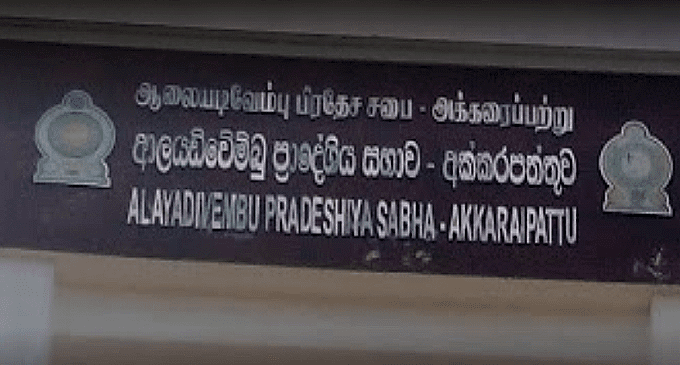 ஆலையடிவேம்பு பிரதேச சபை - அக்கரைப்பற்று
ආලයඩිවේම්බු ප්‍රාදේශිය සභාව - අක්කරපත්තුව
ALAYADIVEMBU PRADESHIYA SABHA - AKKARAIPATTU